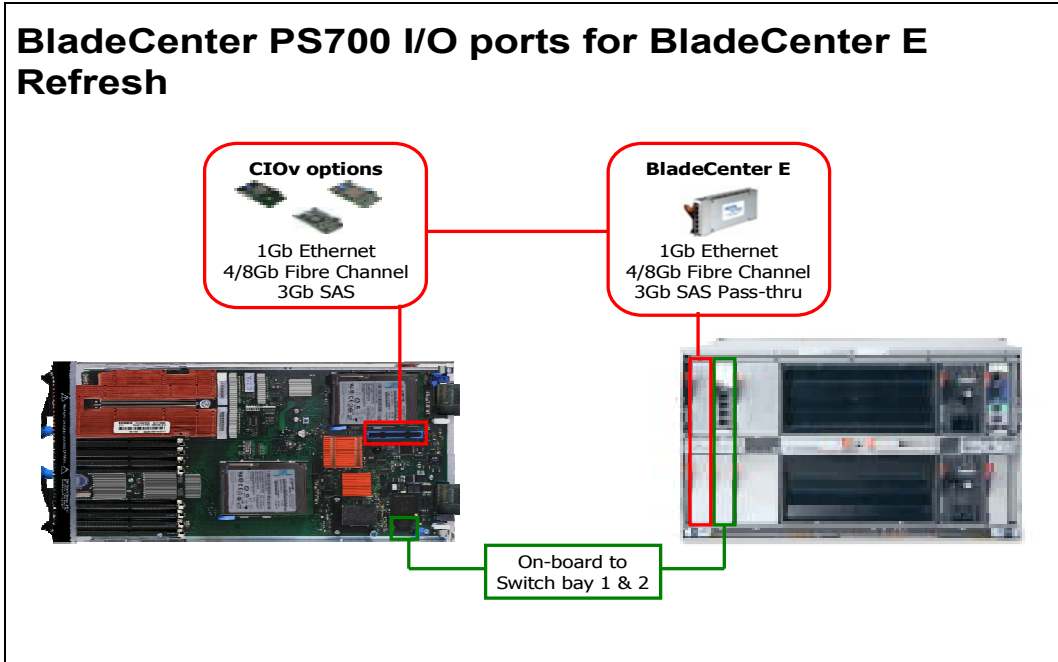 BladeCenter PS700 I/O ports for BladeCenter E
Refresh
CIOv options
1Gb Ethernet
4/8Gb Fibre Channel
3Gb SAS
BladeCenter E
1Gb Ethernet
4/8Gb Fibre Channel
3Gb SAS Pass-thru
On-board to
Switch bay 1 & 2